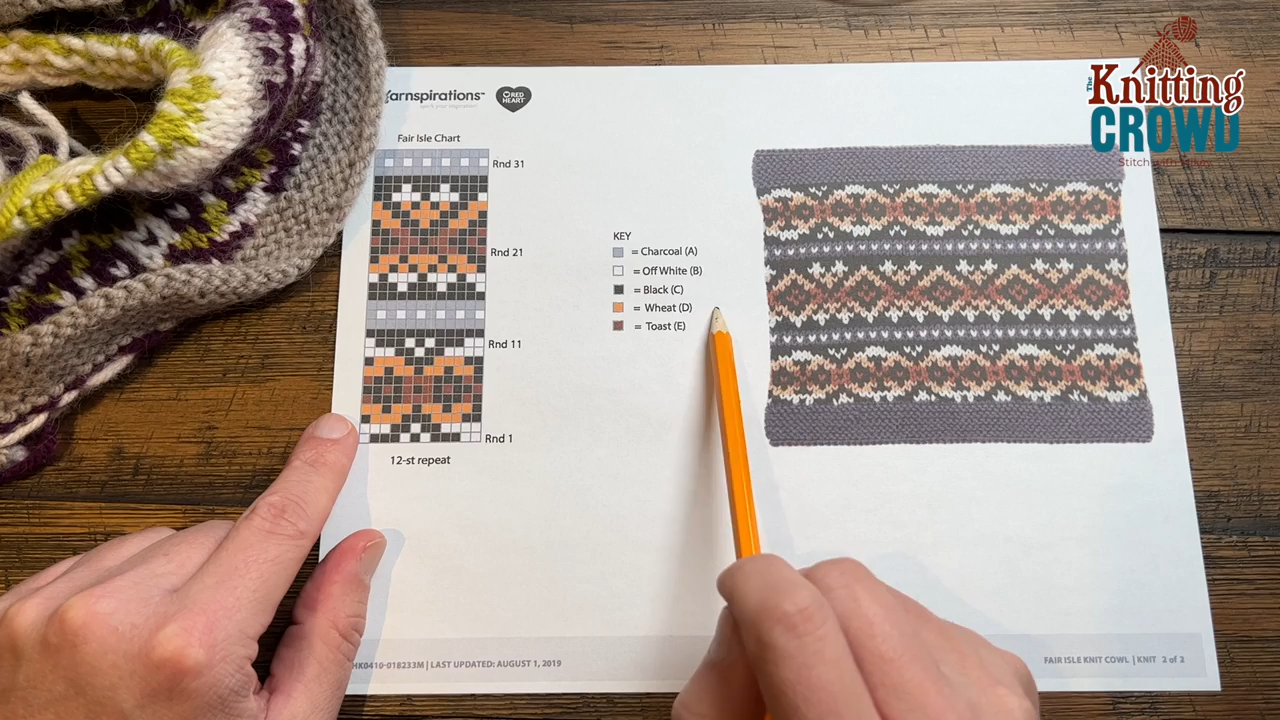 The
Knitting
CROWD
arnspirations™
RED
HEART
Fair Isle Chart
Rnd 31
Rnd 21
Rnd 11
Rnd 1
12-st repeat
KEY
= Charcoal (A)
= Off White (B)
= Black (C)
= Wheat (D)
= Toast (E)
HK0410-018233M | LAST UPDATED: AUGUST 1, 2019
FAIR ISLE KNIT COWL | KNIT 2 of 2